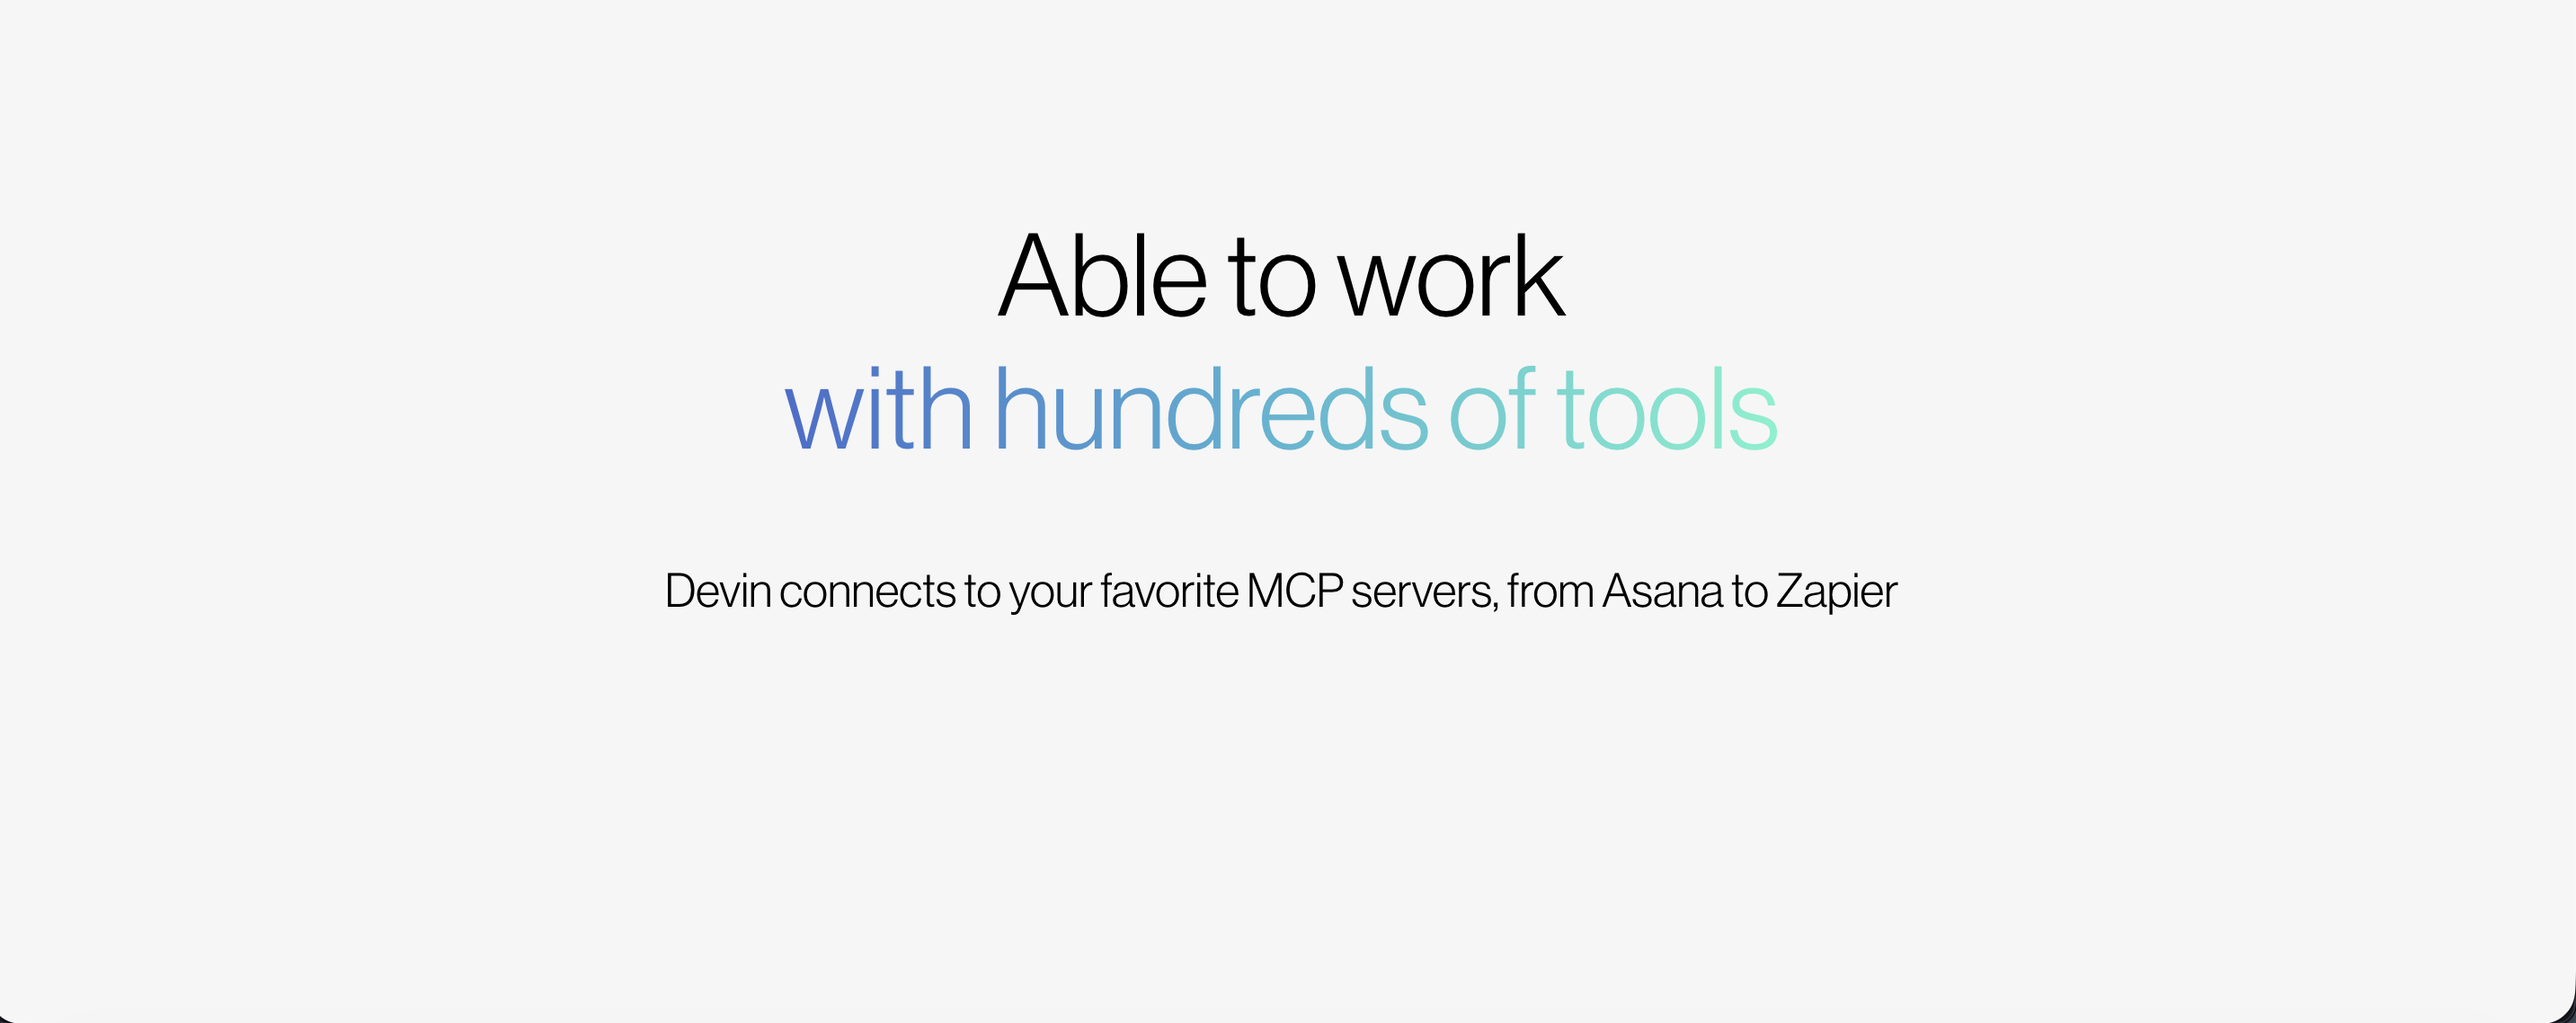 Able to work
with hundreds of tools
Devin connects to your favorite MCP servers, from Asana to Zapier